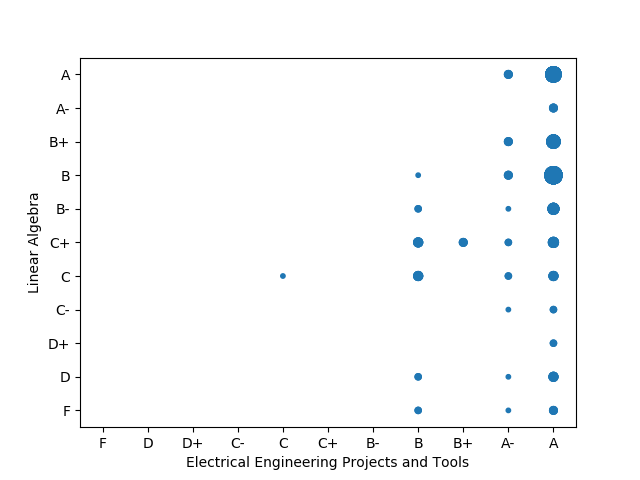 Linear Algebra
A
A-
B+
B
B-
C+
C
C-
D+
D
F
F D D+ C- C C+ B- B B+ A- A
Electrical Engineering Projects and Tools